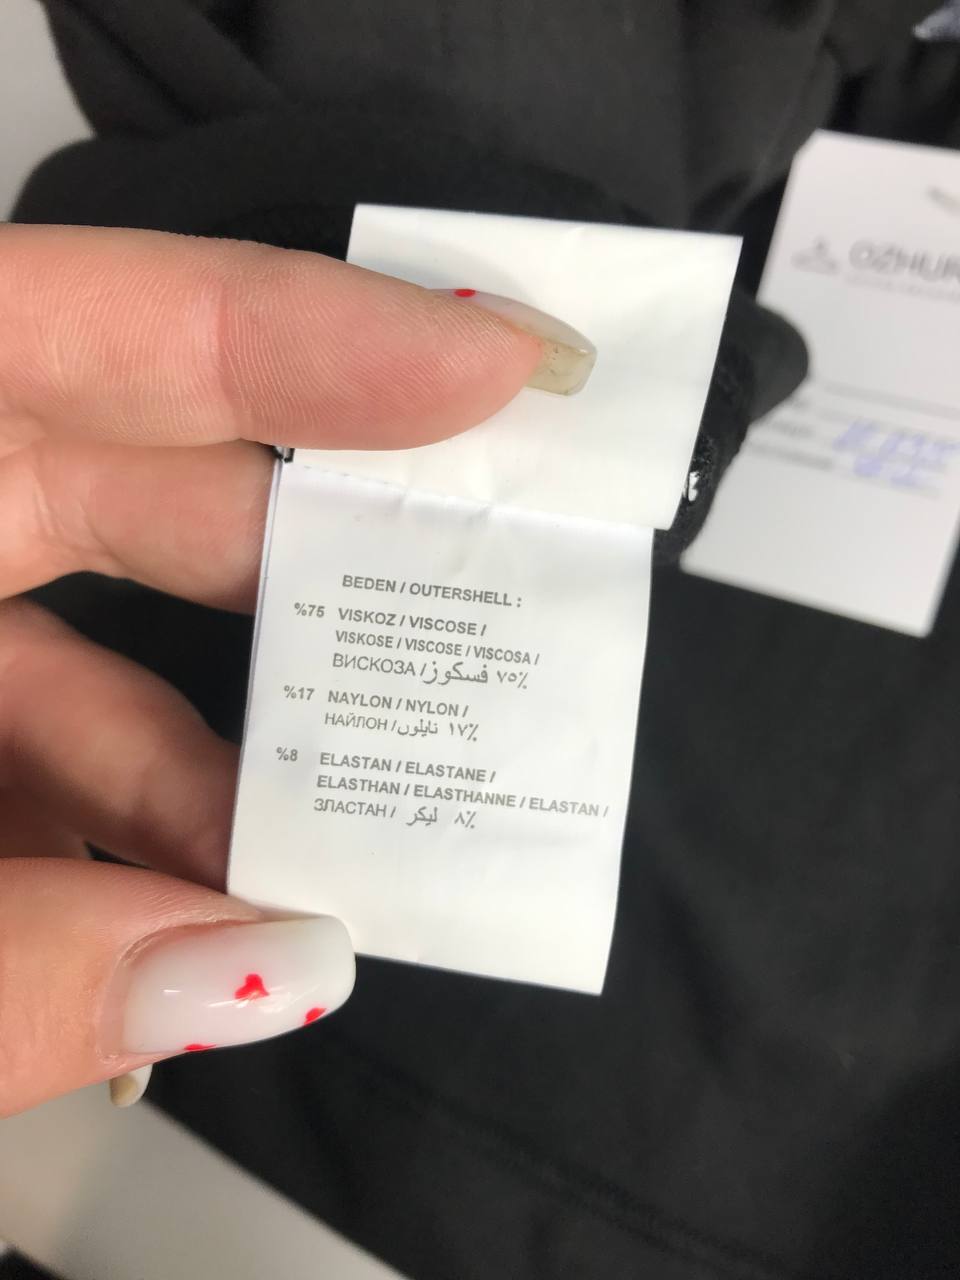 BEDEN / OUTERSHELL :
%75 VISKOZ / VISCOSE /
VISKOSE / VISCOSE / VISCOSA /
ВИСКОЗА / فسكوز ٧٥٪
%17 NAYLON / NYLON /
НАЙЛОН / نايلون ١٧٪
%8 ELASTAN / ELASTANE /
ELASTHAN / ELASTHANNE / ELASTAN /
ЗЛАСТАН / ليكر ٨٪
OZHUR